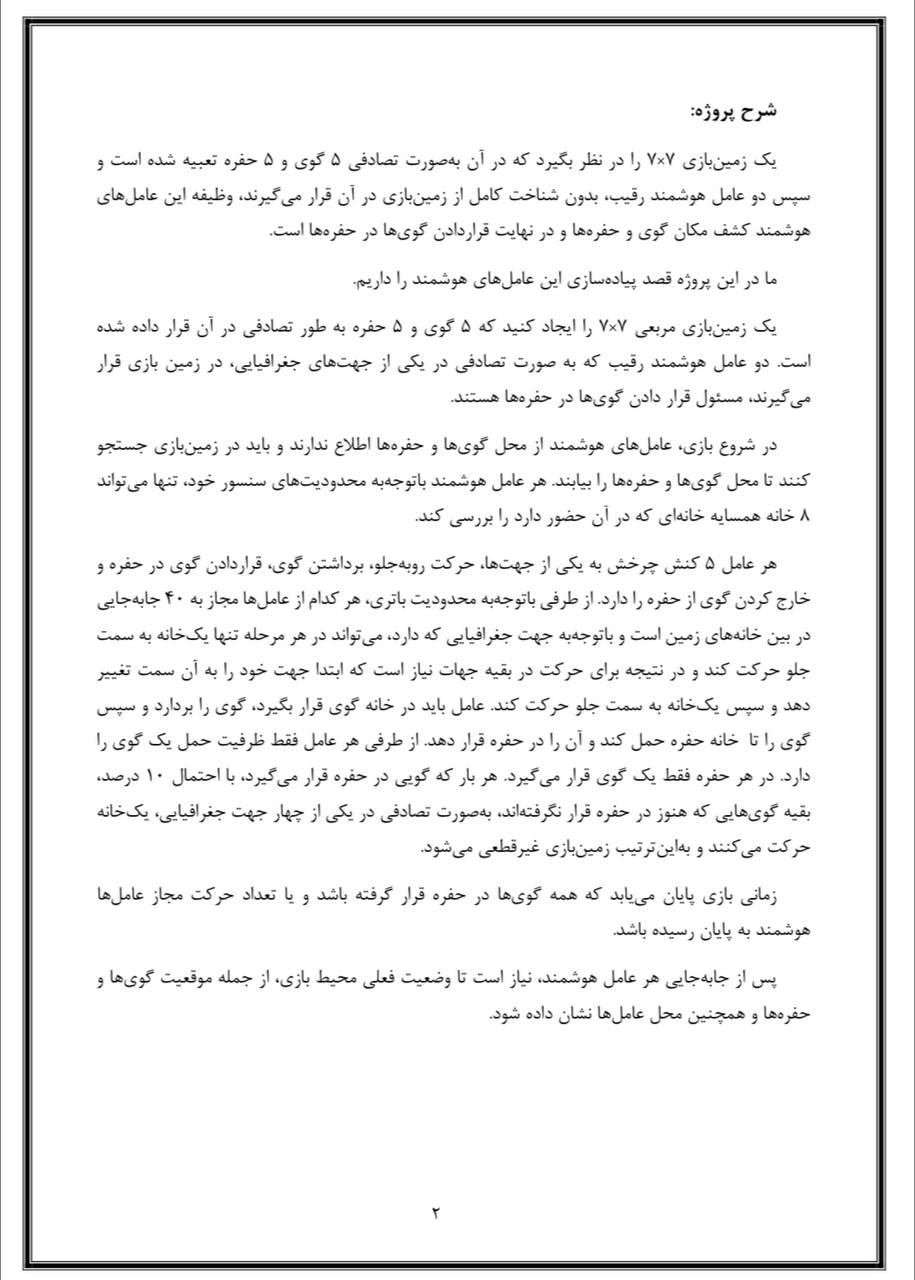 شرح پروژه:
یک زمین‌بازی ۷×۷ را در نظر بگیرد که در آن به‌صورت تصادفی ۵ گوی و ۵ حفره تعبیه شده است و
سپس دو عامل هوشمند رقیب، بدون شناخت کامل از زمین‌بازی در آن قرار می‌گیرند، وظیفه این عامل‌های
هوشمند کشف مکان گوی و حفره‌ها و در نهایت قراردادن گوی‌ها در حفره‌ها است.
ما در این پروژه قصد پیاده‌سازی این عامل‌های هوشمند را داریم.
یک زمین‌بازی مربعی ۷×۷ را ایجاد کنید که ۵ گوی و ۵ حفره به طور تصادفی در آن قرار داده شده
است. دو عامل هوشمند رقیب که به صورت تصادفی در یکی از جهت‌های جغرافیایی، در زمین بازی قرار
می‌گیرند، مسئول قرار دادن گوی‌ها در حفره‌ها هستند.
در شروع بازی، عامل‌های هوشمند از محل گوی‌ها و حفره‌ها اطلاع ندارند و باید در زمین‌بازی جستجو
کنند تا محل گوی‌ها و حفره‌ها را بیابند. هر عامل هوشمند باتوجه‌به محدودیت‌های سنسور خود، تنها می‌تواند
۸ خانه همسایه خانه‌ای که در آن حضور دارد را بررسی کند.
هر عامل ۵ کنش چرخش به یکی از جهت‌ها، حرکت روبه‌جلو، برداشتن گوی، قراردادن گوی در حفره و
خارج کردن گوی از حفره را دارد. از طرفی باتوجه‌به محدودیت باتری، هر کدام از عامل‌ها مجاز به ۴۰ جابه‌جایی
در بین خانه‌های زمین است و باتوجه‌به جهت جغرافیایی که دارد، می‌تواند در هر مرحله تنها یک‌خانه به سمت
جلو حرکت کند و در نتیجه برای حرکت در بقیه جهات نیاز است که ابتدا جهت خود را به آن سمت تغییر
دهد و سپس یک‌خانه به سمت جلو حرکت کند. عامل باید در خانه گوی قرار بگیرد، گوی را بردارد و سپس
گوی را تا خانه حفره حمل کند و آن را در حفره قرار دهد. از طرفی هر عامل فقط ظرفیت حمل یک گوی را
دارد. در هر حفره فقط یک گوی قرار می‌گیرد. هر بار که گویی در حفره قرار می‌گیرد، با احتمال ۱۰ درصد،
بقیه گوی‌هایی که هنوز در حفره قرار نگرفته‌اند، به‌صورت تصادفی در یکی از چهار جهت جغرافیایی، یک‌خانه
حرکت می‌کنند و به‌این‌ترتیب زمین‌بازی غیرقطعی می‌شود.
زمانی بازی پایان می‌یابد که همه گوی‌ها در حفره قرار گرفته باشد و یا تعداد حرکت مجاز عامل‌ها
هوشمند به پایان رسیده باشد.
پس از جابه‌جایی هر عامل هوشمند، نیاز است تا وضعیت فعلی محیط بازی، از جمله موقعیت گوی‌ها و
حفره‌ها و همچنین محل عامل‌ها نشان داده شود.
۲